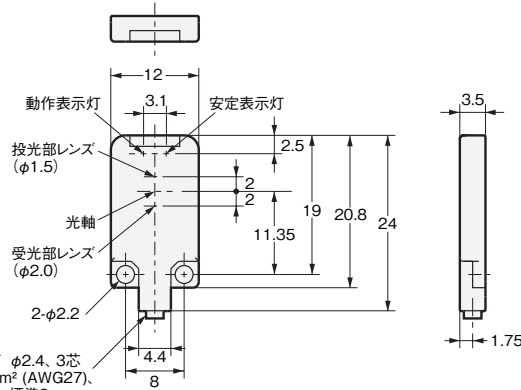 12
3.5
動作表示灯
3.1
安定表示灯
2.5
投光部レンズ
(φ1.5)
2
光軸
2
19
20.8
24
11.35
受光部レンズ
(φ2.0)
2-φ2.2
φ2.4、3芯
m² (AWG27)、
4.4
8
1.75